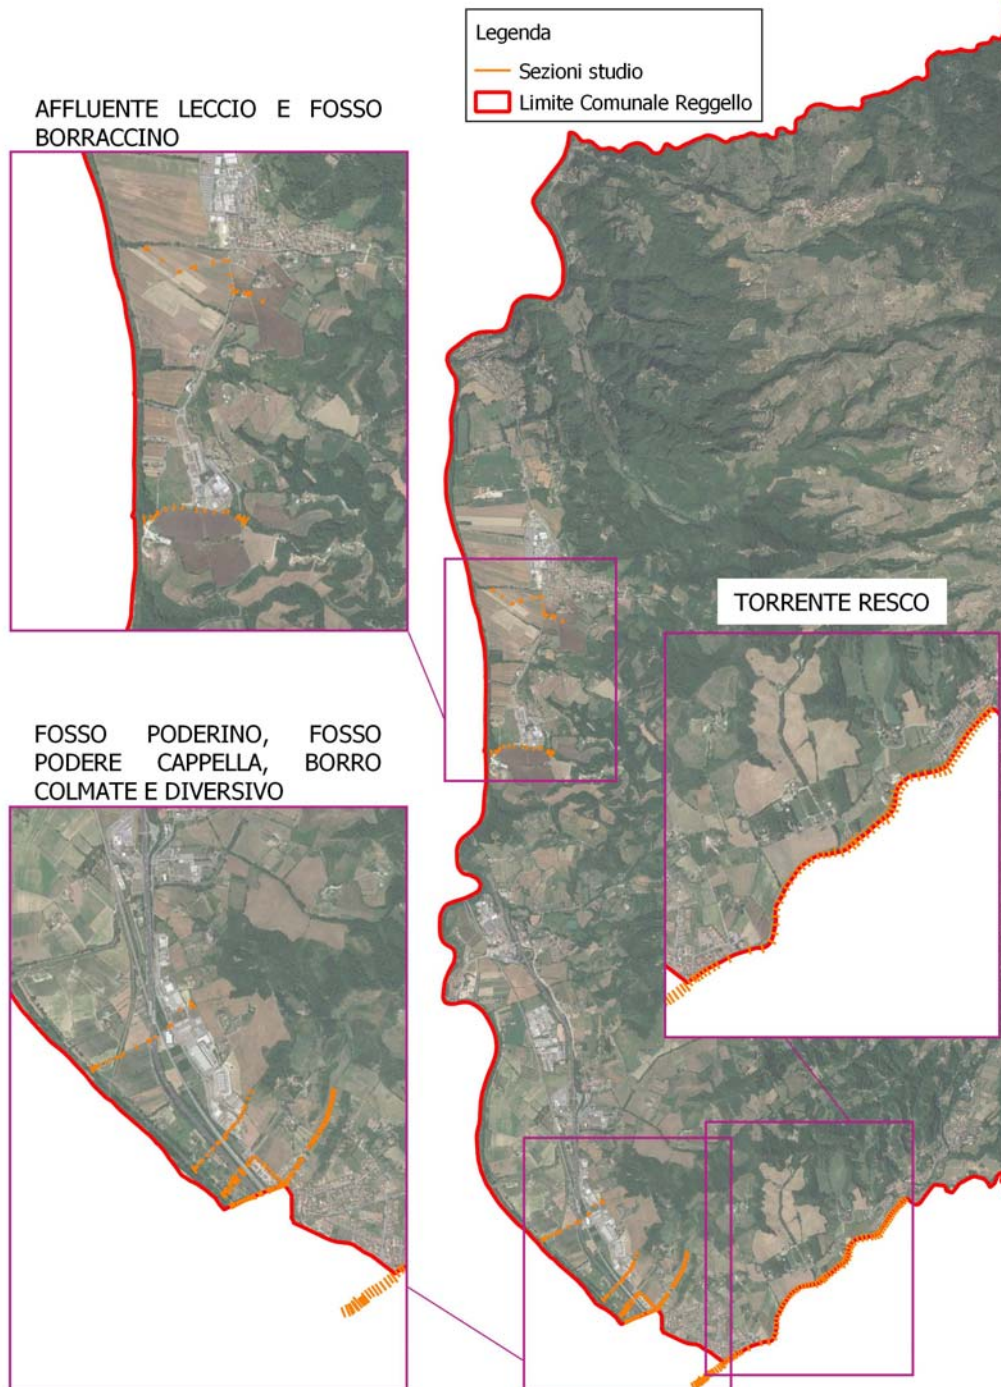 Legenda
Sezioni studio
Limite Comunale Reggello
AFFLUENTE LECCIO E FOSSO
BORRACCINO
TORRENTE RESCO
FOSSO PODERINO, FOSSO
PODERE CAPPELLA, BORRO
COLMATE E DIVERSIVO